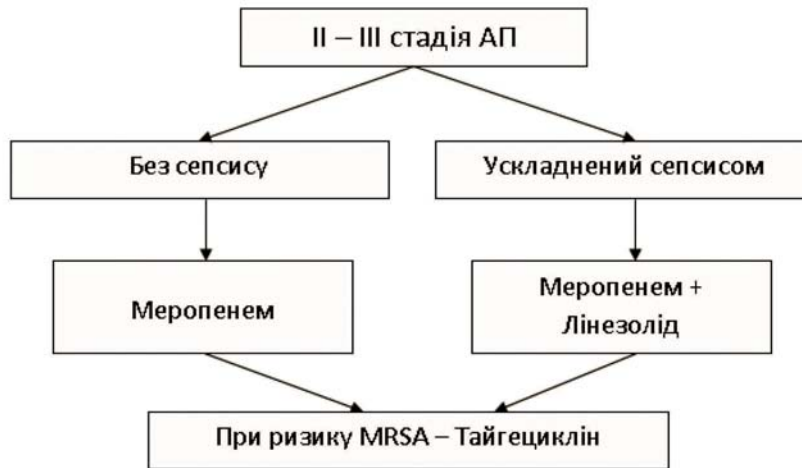 II – III стадія АП
Без сепсису
Ускладнений сепсисом
Меропенем
Меропенем +
Лінезолід
При ризику MRSA – Тайгециклін